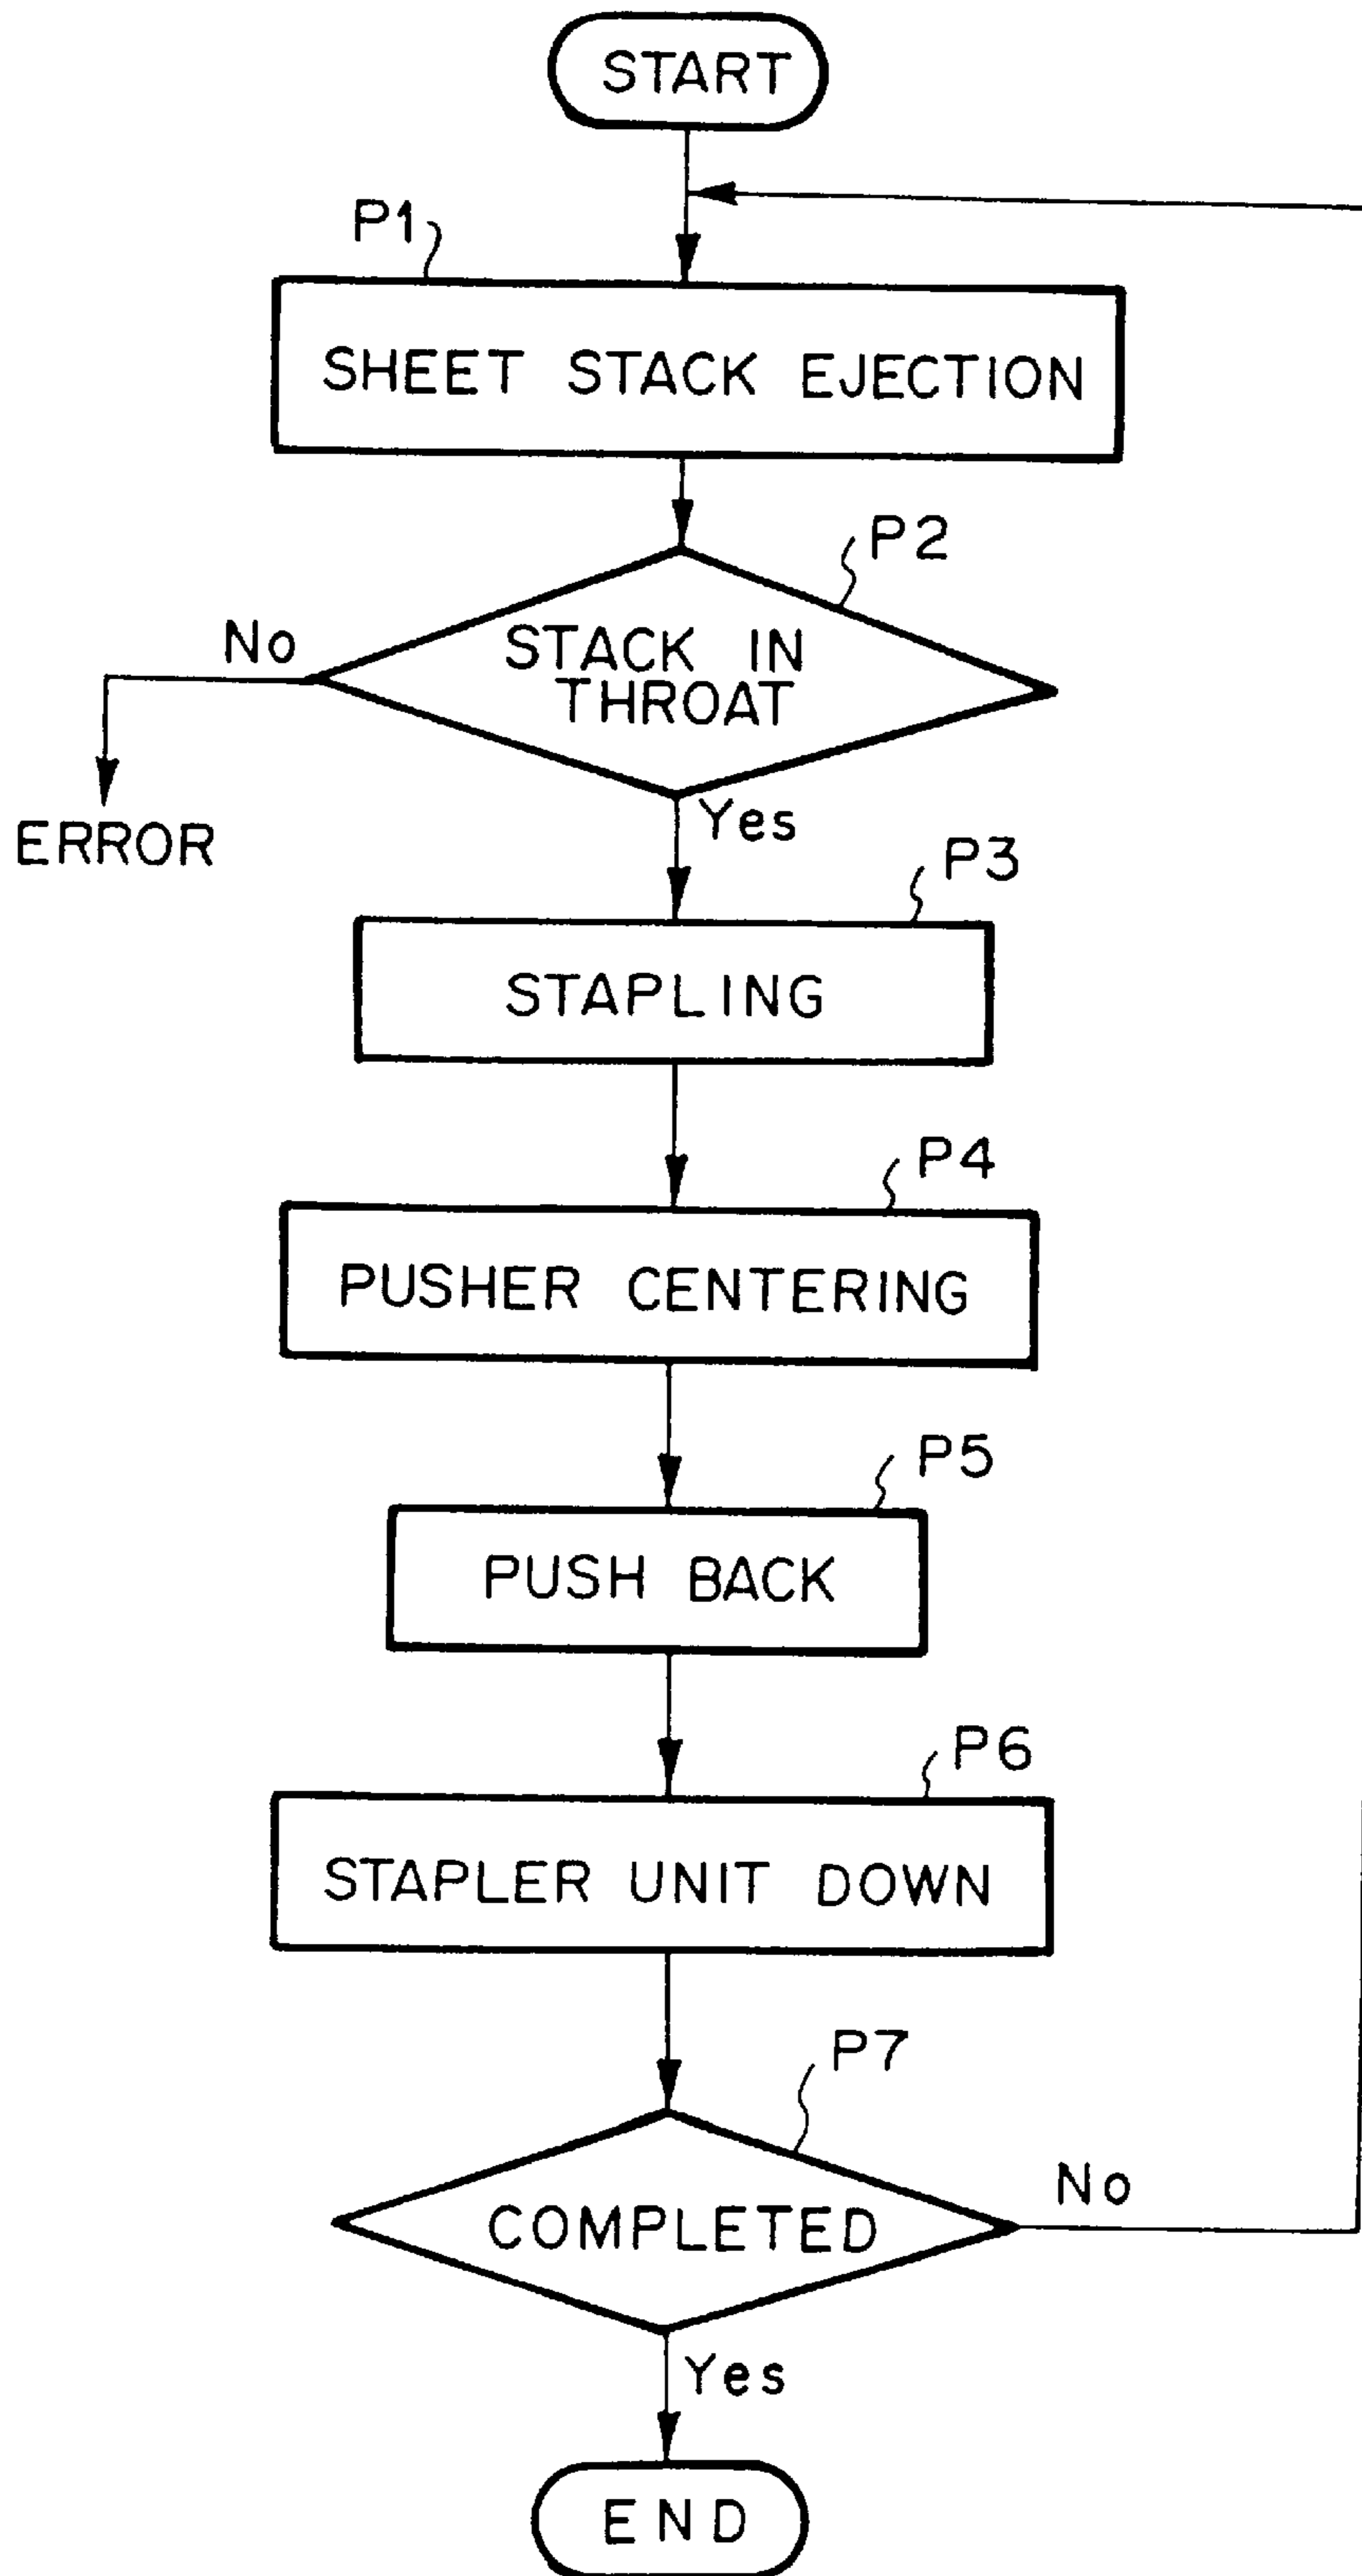 START
P1
SHEET STACK EJECTION
P2
No
STACK IN
THROAT
Yes
ERROR
P3
STAPLING
P4
PUSHER CENTERING
P5
PUSH BACK
P6
STAPLER UNIT DOWN
P7
No
COMPLETED
Yes
END